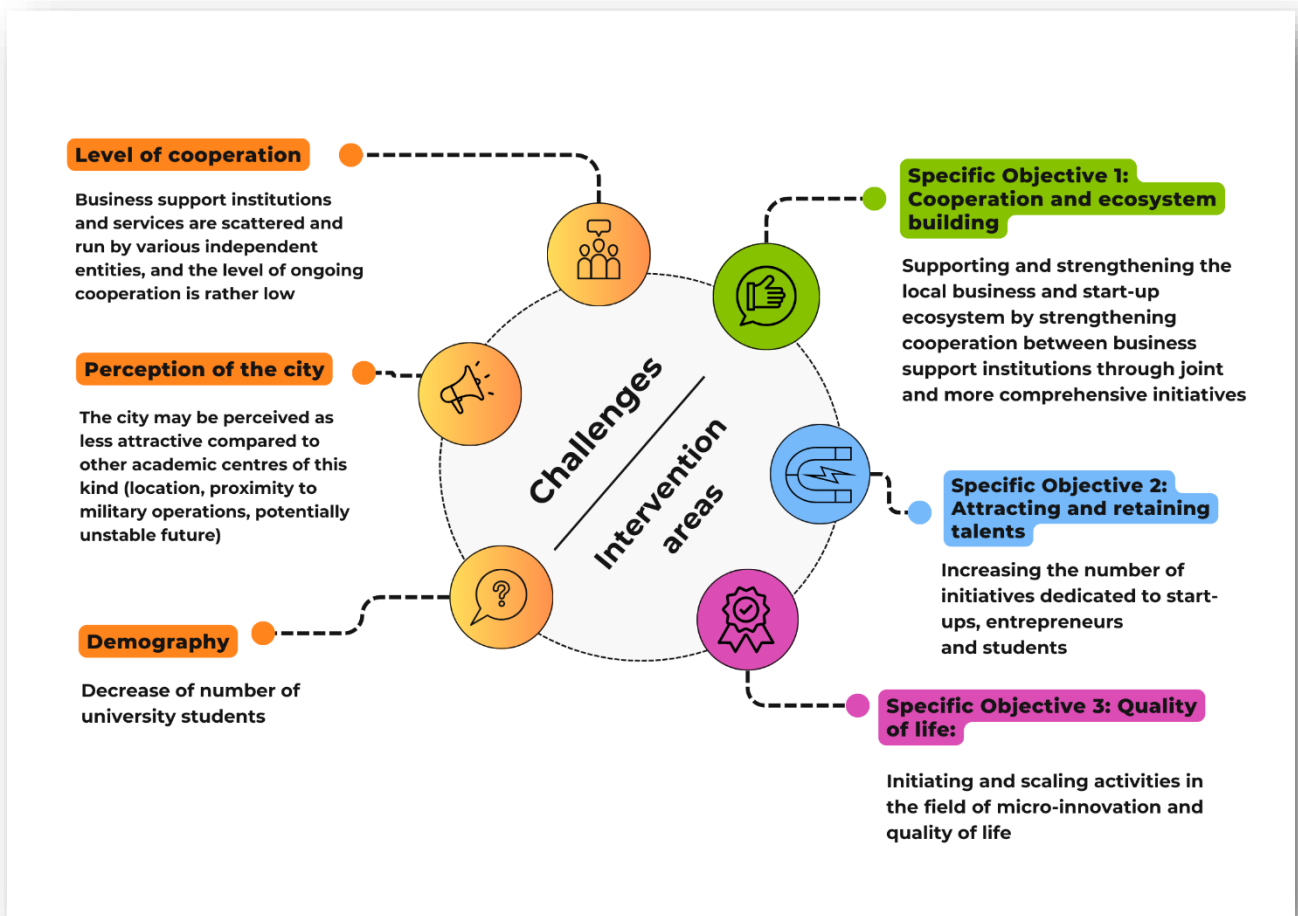 Level of cooperation
Business support institutions
and services are scattered and
run by various independent
entities, and the level of ongoing
cooperation is rather low
Perception of the city
The city may be perceived as
less attractive compared to
other academic centres of this
kind (location, proximity to
military operations, potentially
unstable future)
Demography
Decrease of number of
university students
Challenges
Intervention
areas
Specific Objective 1:
Cooperation and ecosystem
building
Supporting and strengthening the
local business and start-up
ecosystem by strengthening
cooperation between business
support institutions through joint
and more comprehensive initiatives
Specific Objective 2:
Attracting and retaining
talents
Increasing the number of
initiatives dedicated to start-
ups, entrepreneurs
and students
Specific Objective 3: Quality
of life:
Initiating and scaling activities in
the field of micro-innovation and
quality of life